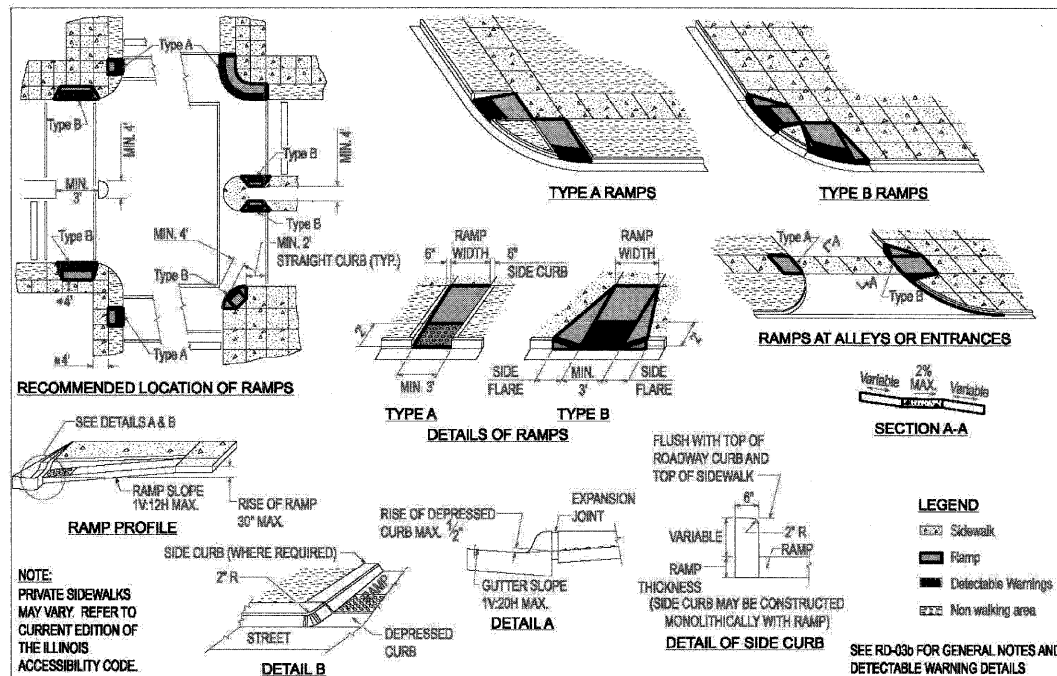 Type A
Type B
MIN. 4'
MIN.
3'
Type B
MIN. 4'
Type B
Type B
MIN. 4'
MIN. 2'
STRAIGHT CURB (TYP.)
Type B
Type A
RECOMMENDED LOCATION OF RAMPS
TYPE A RAMPS
TYPE B RAMPS
6"
RAMP
WIDTH
SIDE CURB
RAMP
WIDTH
MIN. 3'
SIDE
FLARE
MIN.
3'
SIDE
FLARE
TYPE A
TYPE B
DETAILS OF RAMPS
Type A
A
A
Type B
RAMPS AT ALLEYS OR ENTRANCES
Variable
2%
MAX.
Variable
SECTION A-A
SEE DETAILS A & B
RAMP SLOPE
1V:12H MAX.
RISE OF RAMP
30" MAX.
RAMP PROFILE
NOTE:
PRIVATE SIDEWALKS
MAY VARY. REFER TO
CURRENT EDITION OF
THE ILLINOIS
ACCESSIBILITY CODE.
SIDE CURB (WHERE REQUIRED)
2" R
RAMP
STREET
DEPRESSED
CURB
DETAIL B
RISE OF DEPRESSED
CURB MAX. 1/2"
EXPANSION
JOINT
GUTTER SLOPE
1V:20H MAX.
DETAIL A
FLUSH WITH TOP OF
ROADWAY CURB AND
TOP OF SIDEWALK
6"
VARIABLE
2" R
RAMP
RAMP
THICKNESS
(SIDE CURB MAY BE CONSTRUCTED
MONOLITHICALLY WITH RAMP)
DETAIL OF SIDE CURB
LEGEND
Sidewalk
Ramp
Detectable Warnings
Non walking area
SEE RD-03b FOR GENERAL NOTES AND
DETECTABLE WARNING DETAILS